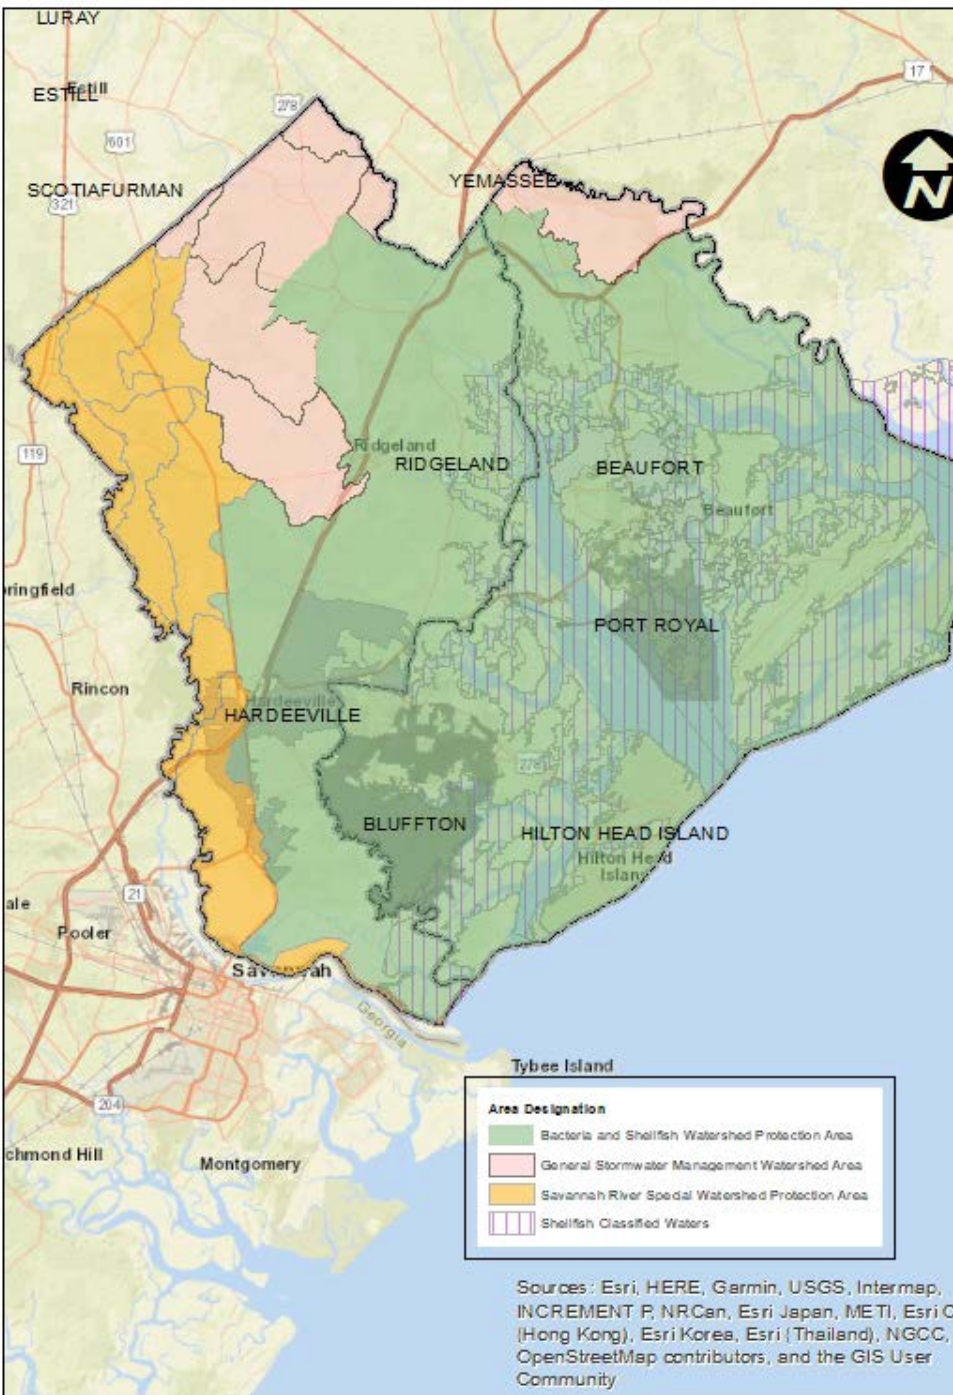 LURAY
17
ESTILL
Estill
278
601
SCOTIAFURMAN
YEMASSEE
321
N
119
Ridgeland
RIDGELAND
BEAUFORT
Beaufort
pringfield
PORT ROYAL
Rincon
Hardeeville
HARDEEVILLE
278
BLUFFTON
HILTON HEAD ISLAND
Hilton Head
Island
21
ale
Pooler
Savannah
Georgia
Tybee Island
204
chmond Hill
Montgomery
Area Designation
Bacteria and Shellfish Watershed Protection Area
General Stormwater Management Watershed Area
Savannah River Special Watershed Protection Area
Shellfish Classified Waters
Sources: Esri, HERE, Garmin, USGS, Intermap,
INCREMENT P, NRCan, Esri Japan, METI, Esri C
(Hong Kong), Esri Korea, Esri (Thailand), NGCC,
OpenStreetMap contributors, and the GIS User
Community